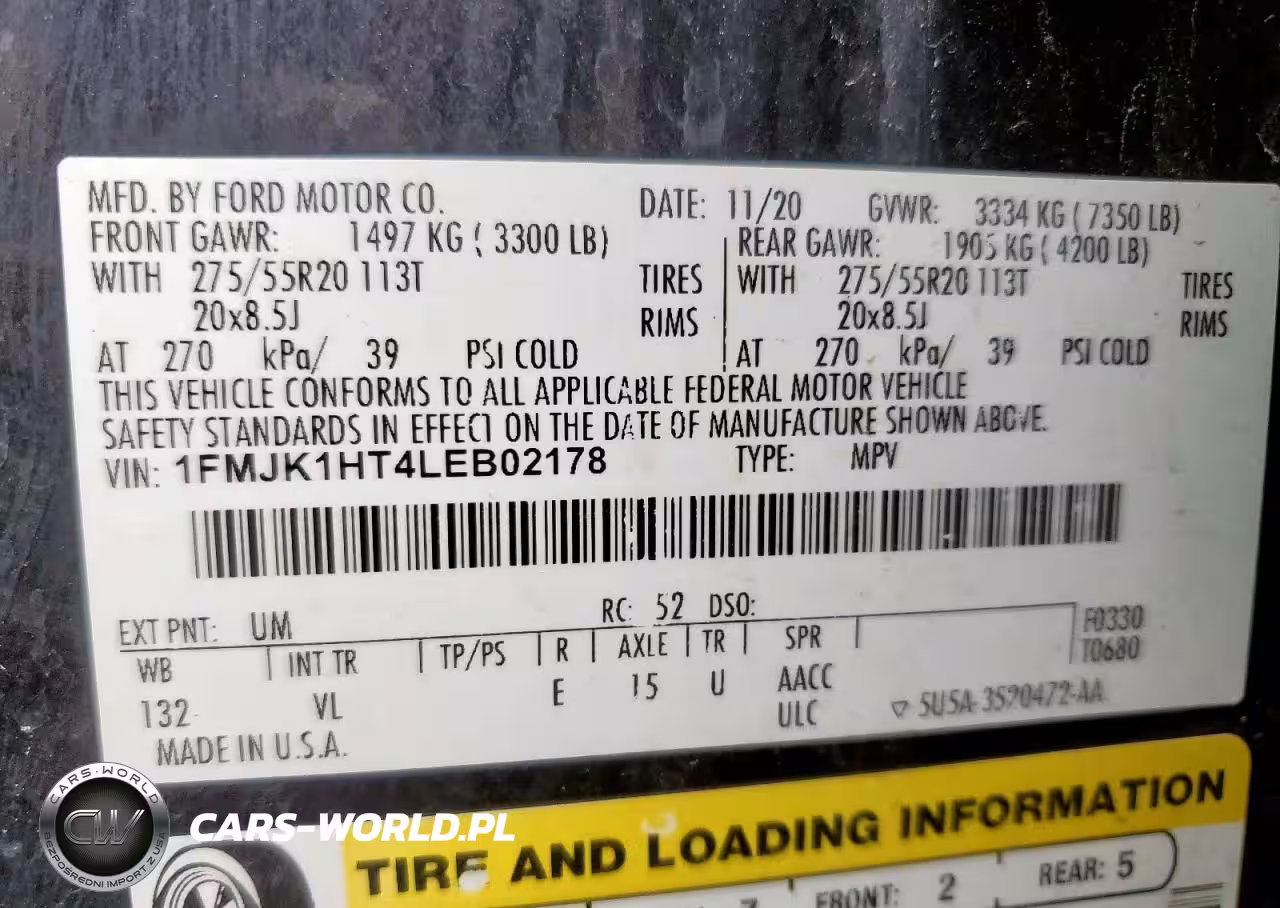 MFD. BY FORD MOTOR CO. DATE: 11/20 GVWR: 3334 KG ( 7350 LB)
FRONT GAWR: 1497 KG ( 3300 LB) REAR GAWR: 1905 KG ( 4200 LB)
WITH 275/55R20 113T TIRES WITH 275/55R20 113T TIRES
20x8.5J RIMS 20x8.5J RIMS
AT 270 kPa/ 39 PSI COLD AT 270 kPa/ 39 PSI COLD
THIS VEHICLE CONFORMS TO ALL APPLICABLE FEDERAL MOTOR VEHICLE
SAFETY STANDARDS IN EFFECT ON THE DATE OF MANUFACTURE SHOWN ABOVE.
VIN: 1FMJK1HT4LEB02178 TYPE: MPV
EXT PNT: UM RC: 52 DSO: F0330
WB INT TR TP/PS R AXLE TR SPR T0680
132 VL E 15 U AACC
ULC ▽ 5U5A-3520472-AA
MADE IN U.S.A.
CARS-WORLD
CW
BEZPOŚREDNI IMPORT Z USA
CARS-WORLD.PL
TIRE AND LOADING INFORMATION
FRONT: 2 REAR: 5